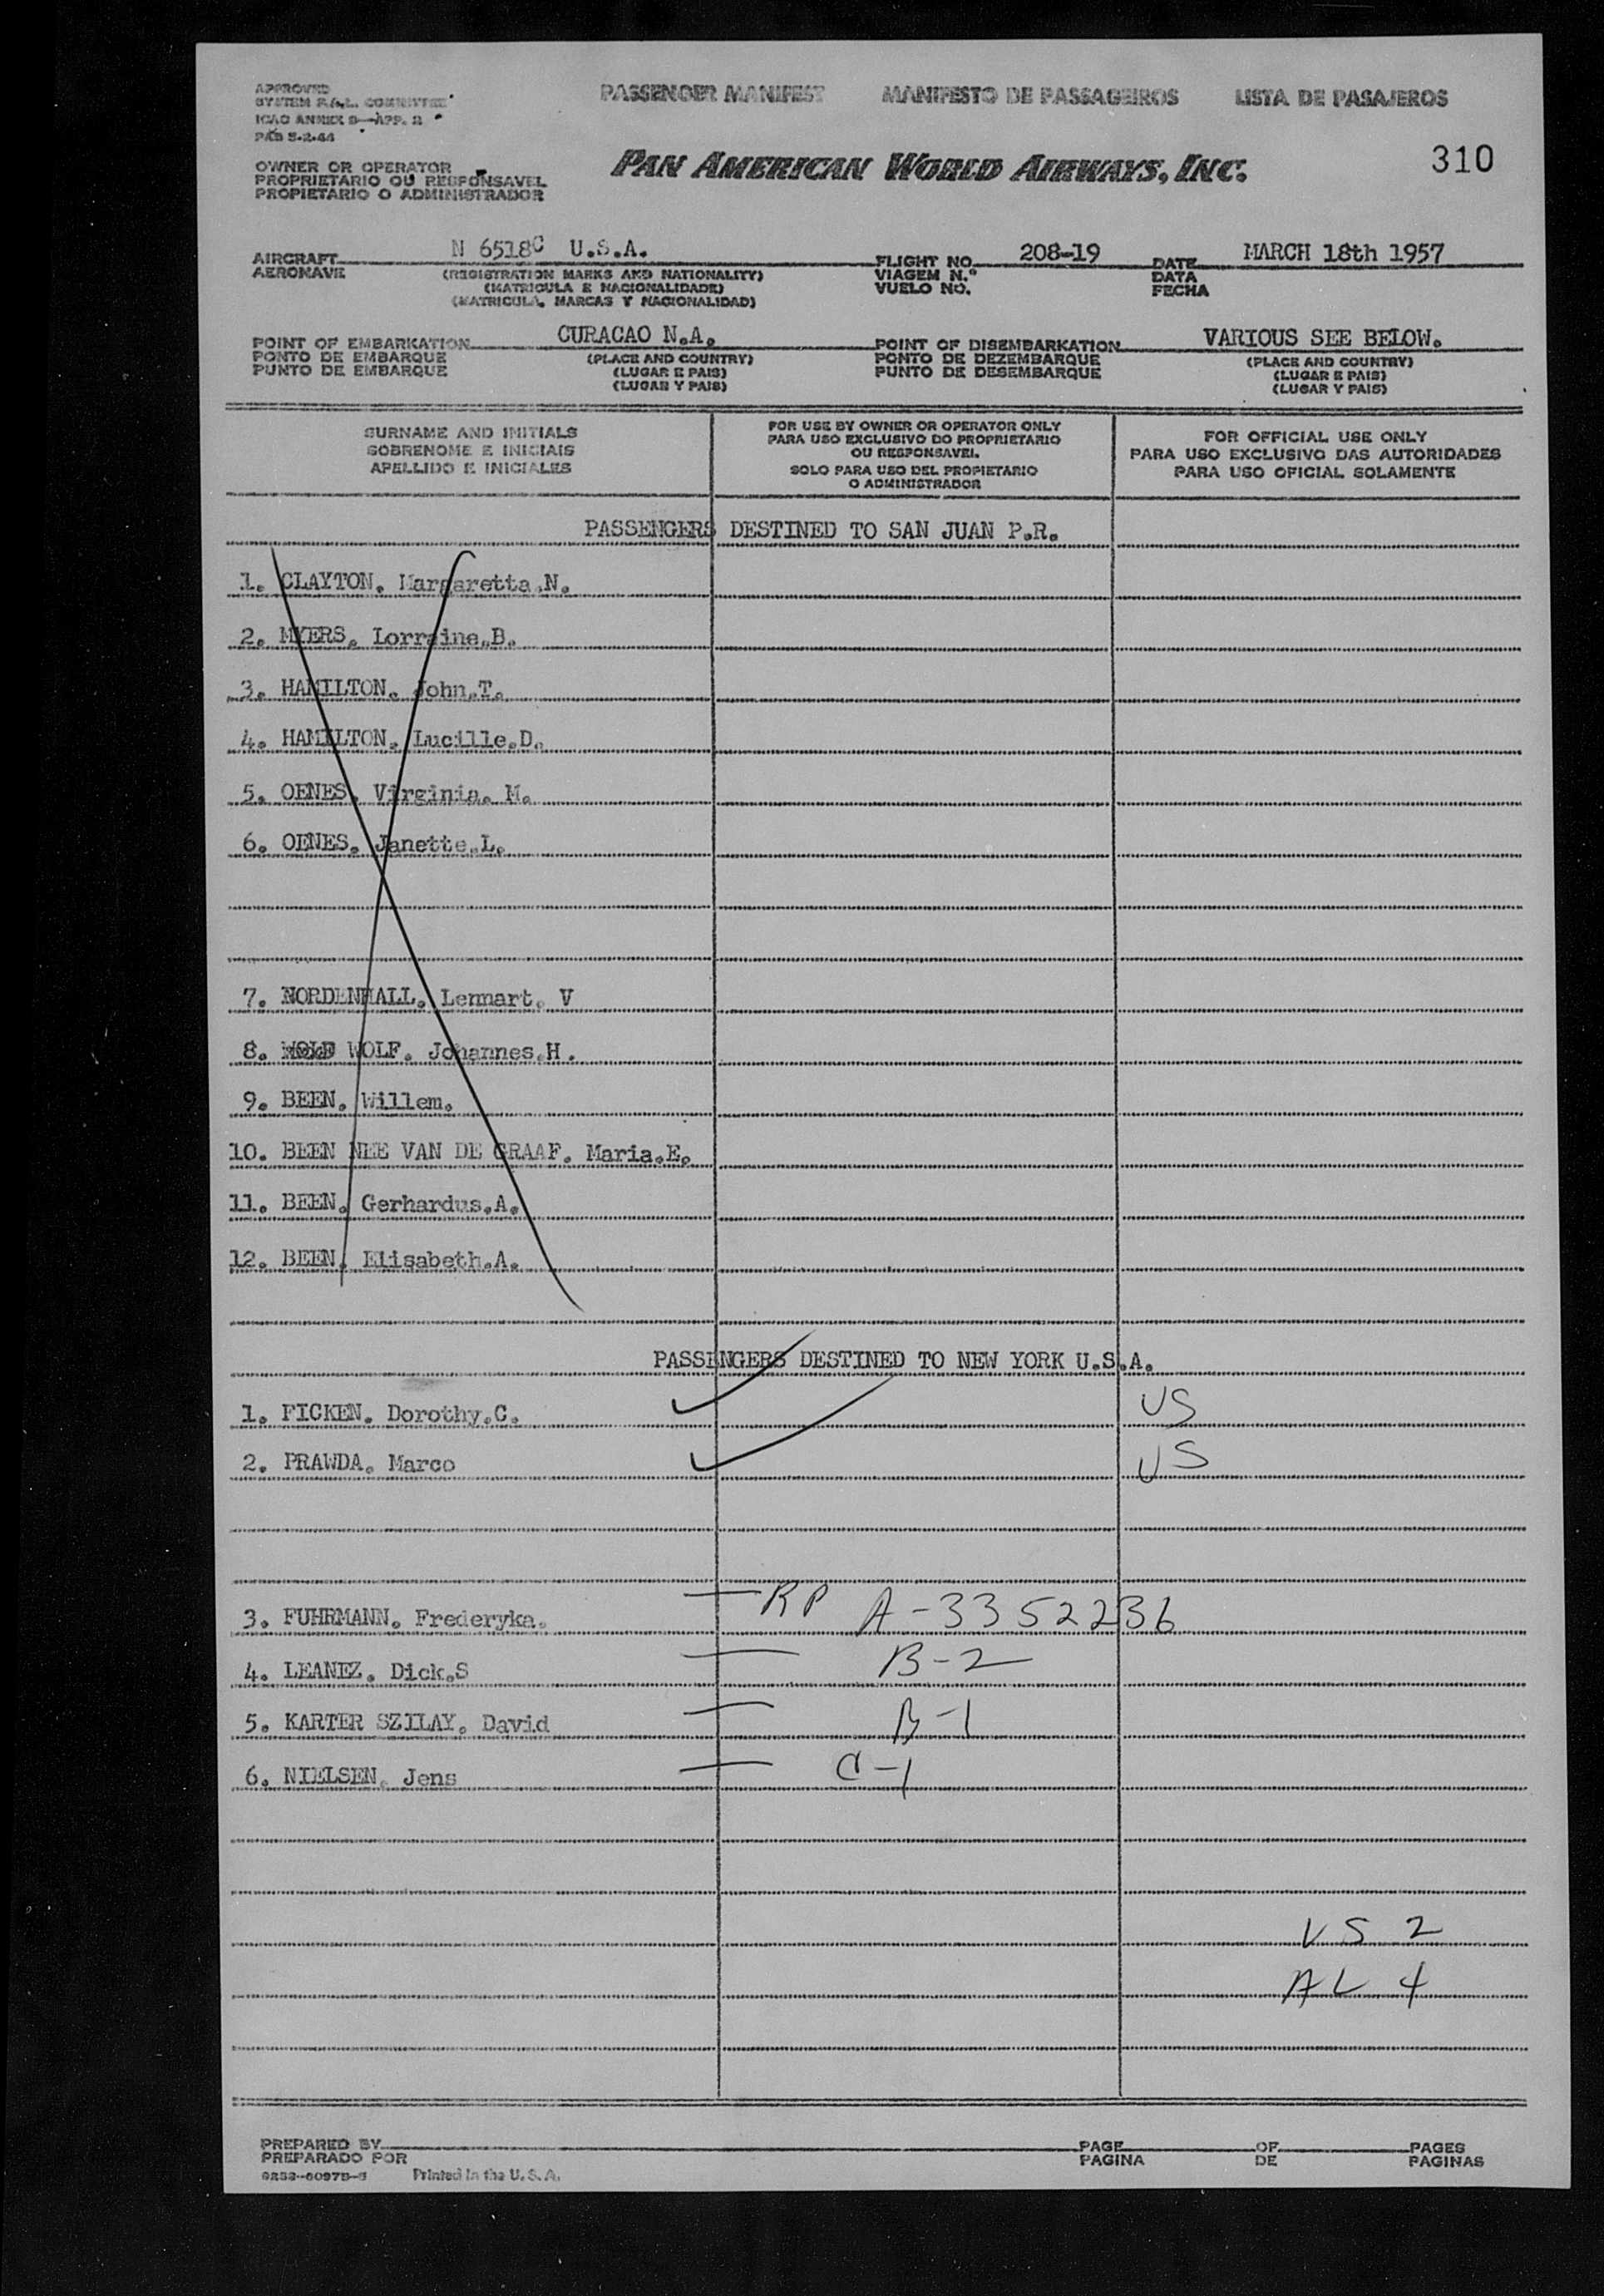 APPROVED
SYSTEM F.A.L. COMMITTEE
ICAO ANNEX 9—APP. 2
PAB 5-2-44
PASSENGER MANIFEST MANIFESTO DE PASSAGEIROS LISTA DE PASAJEROS
310
OWNER OR OPERATOR
PROPRIETARIO OU RESPONSAVEL
PROPIETARIO O ADMINISTRADOR
PAN AMERICAN WORLD AIRWAYS, INC.
AIRCRAFT N 6518C U.S.A. FLIGHT NO. 208-19 DATE MARCH 18th 1957
AERONAVE (REGISTRATION MARKS AND NATIONALITY) VIAGEM N.º DATA
(MATRICULA E NACIONALIDADE) VUELO NO. FECHA
(MATRICULA, MARCAS Y NACIONALIDAD)
POINT OF EMBARKATION CURACAO N.A. POINT OF DISEMBARKATION VARIOUS SEE BELOW.
PONTO DE EMBARQUE (PLACE AND COUNTRY) PONTO DE DEZEMBARQUE (PLACE AND COUNTRY)
PUNTO DE EMBARQUE (LUGAR E PAIS) PUNTO DE DESEMBARQUE (LUGAR E PAIS)
(LUGAR Y PAIS) (LUGAR Y PAIS)
SURNAME AND INITIALS
SOBRENOME E INICIAIS
APELLIDO E INICIALES
FOR USE BY OWNER OR OPERATOR ONLY
PARA USO EXCLUSIVO DO PROPRIETARIO
OU RESPONSAVEL
SOLO PARA USO DEL PROPIETARIO
O ADMINISTRADOR
FOR OFFICIAL USE ONLY
PARA USO EXCLUSIVO DAS AUTORIDADES
PARA USO OFICIAL SOLAMENTE
PASSENGERS DESTINED TO SAN JUAN P.R.
1. CLAYTON. Margaretta.N.
2. MYERS. Lorraine.B.
3. HAMILTON. John.T.
4. HAMILTON. Lucille.D.
5. OENES. Virginia. M.
6. OENES. Janette.L.
7. NORDENHALL. Lennart. V
8. WOLF. Johannes.H.
9. BEEN. Willem.
10. BEEN NEE VAN DE GRAAF. Maria.E.
11. BEEN. Gerhardus.A.
12. BEEN. Elisabeth.A.
PASSENGERS DESTINED TO NEW YORK U.S.A.
1. FICKEN. Dorothy.C. US
2. PRAWDA. Marco US
3. FUHRMANN. Frederyka. RP A-3352236
4. LEANEZ. Dick.S B-2
5. KARTER SZILAY. David B-1
6. NIELSEN. Jens C-1
US 2
AL 4
PREPARED BY PAGE OF PAGES
PREPARADO POR PAGINA DE PAGINAS
Printed in the U.S.A.